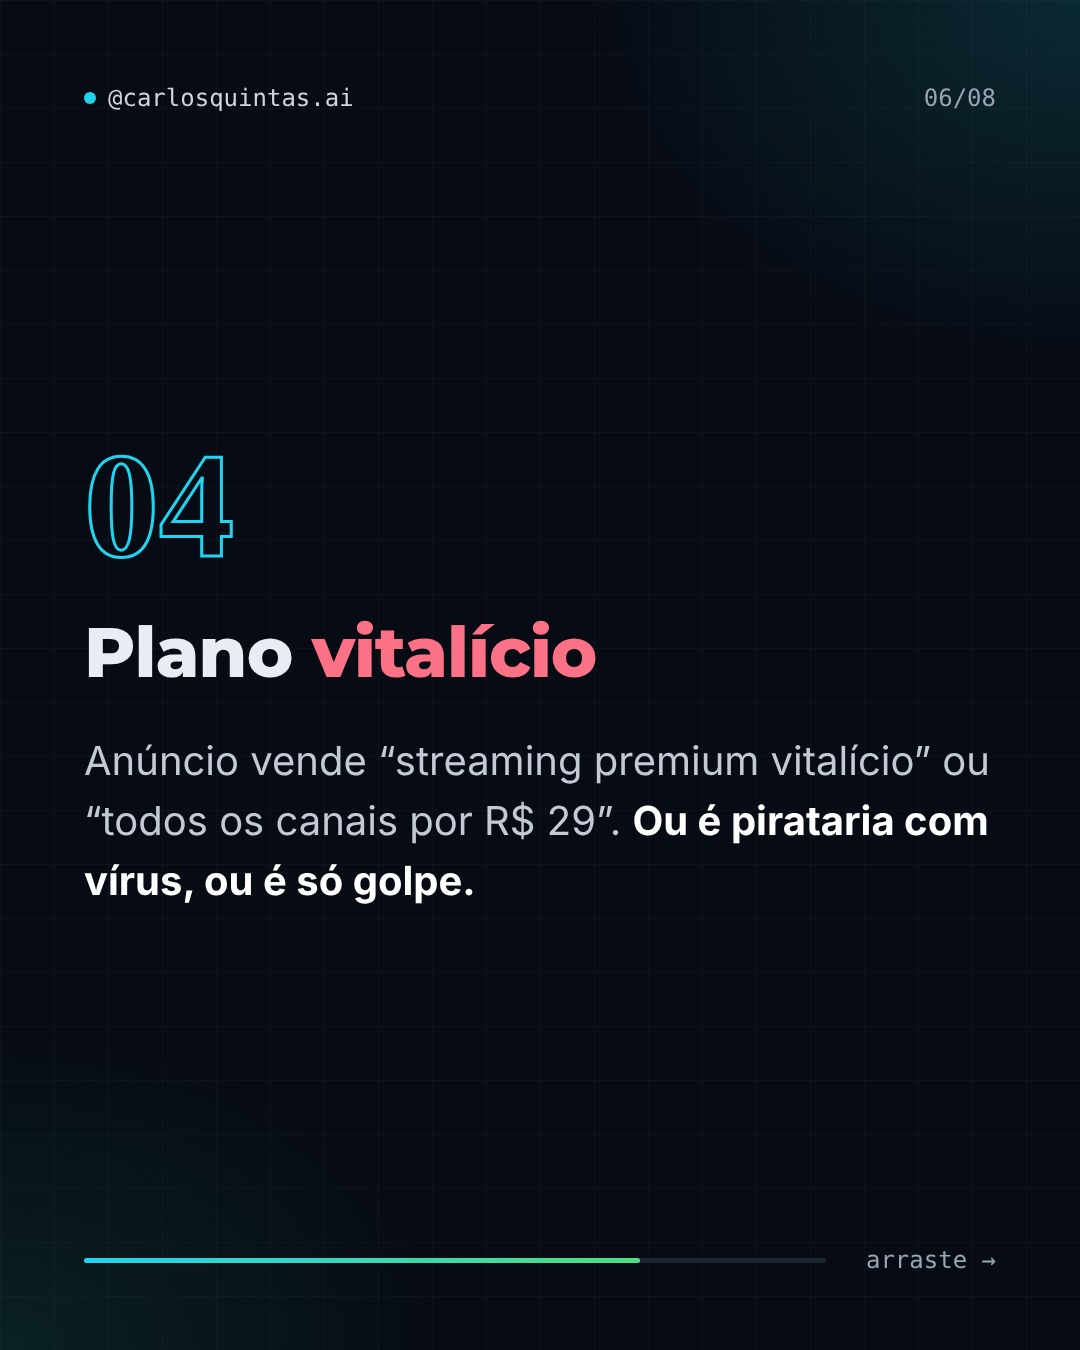 @carlosquintas.ai
06/08
04
Plano vitalício
Anúncio vende “streaming premium vitalício” ou
“todos os canais por R$ 29”. Ou é pirataria com
vírus, ou é só golpe.
arraste →